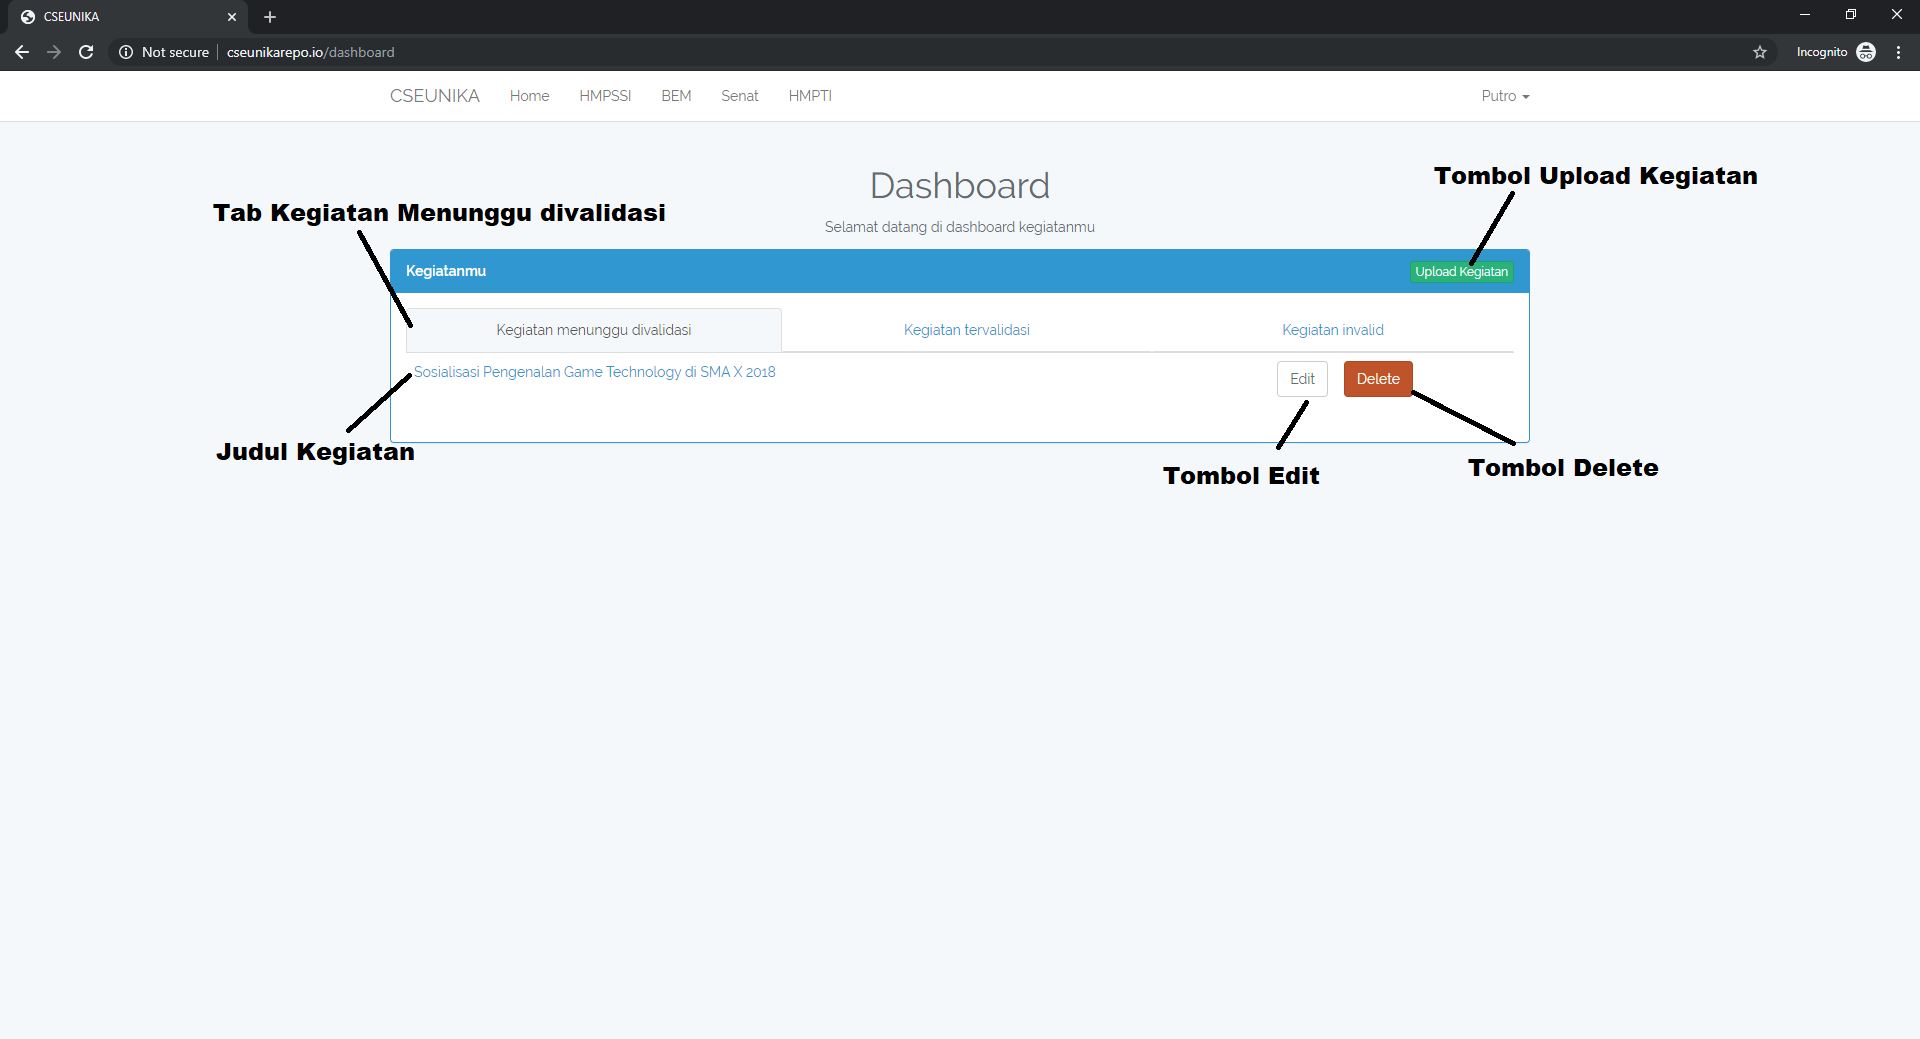 CSEUNIKA
Not secure cseunikarepo.io/dashboard
Incognito
CSEUNIKA Home HMPSSI BEM Senat HMPTI Putro
Dashboard
Tombol Upload Kegiatan
Tab Kegiatan Menunggu divalidasi
Selamat datang di dashboard kegiatanmu
Kegiatanmu Upload Kegiatan
Kegiatan menunggu divalidasi Kegiatan tervalidasi Kegiatan invalid
Sosialisasi Pengenalan Game Technology di SMA X 2018 Edit Delete
Judul Kegiatan
Tombol Edit
Tombol Delete